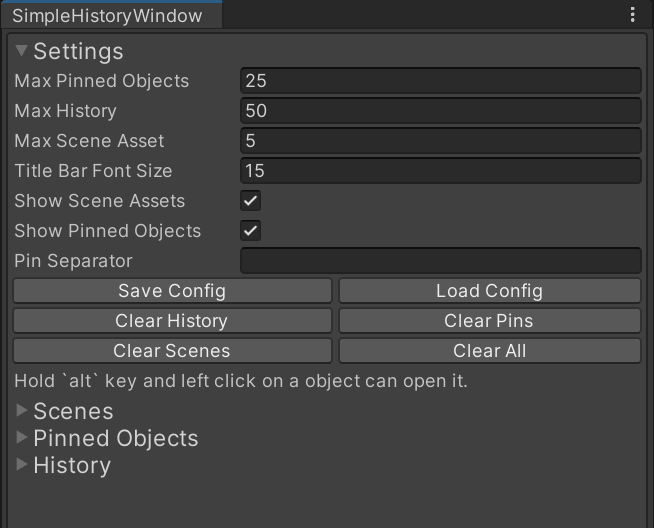 SimpleHistoryWindow
Settings
Max Pinned Objects 25
Max History 50
Max Scene Asset 5
Title Bar Font Size 15
Show Scene Assets
Show Pinned Objects
Pin Separator
Save Config Load Config
Clear History Clear Pins
Clear Scenes Clear All
Hold `alt` key and left click on a object can open it.
Scenes
Pinned Objects
History